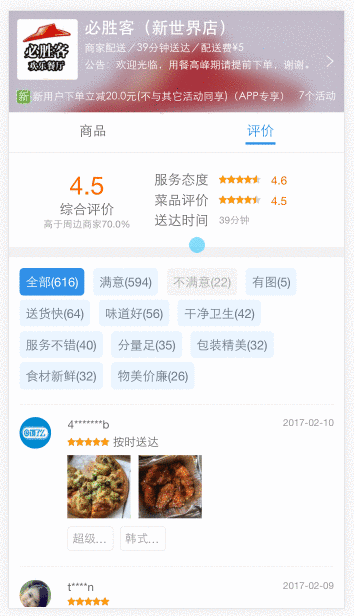 必胜客（新世界店）
必胜客
欢乐餐厅
商家配送／39分钟送达／配送费¥5
公告：欢迎光临，用餐高峰期请提前下单，谢谢。
新 新用户下单立减20.0元(不与其它活动同享)（APP专享） 7个活动
商品 评价
4.5
综合评价
高于周边商家70.0%
服务态度 4.6
菜品评价 4.5
送达时间 39分钟
全部(616) 满意(594) 不满意(22) 有图(5)
送货快(64) 味道好(56) 干净卫生(42)
服务不错(40) 分量足(35) 包装精美(32)
食材新鲜(32) 物美价廉(26)
4*******b 2017-02-10
按时送达
超级... 韩式...
t****n 2017-02-09